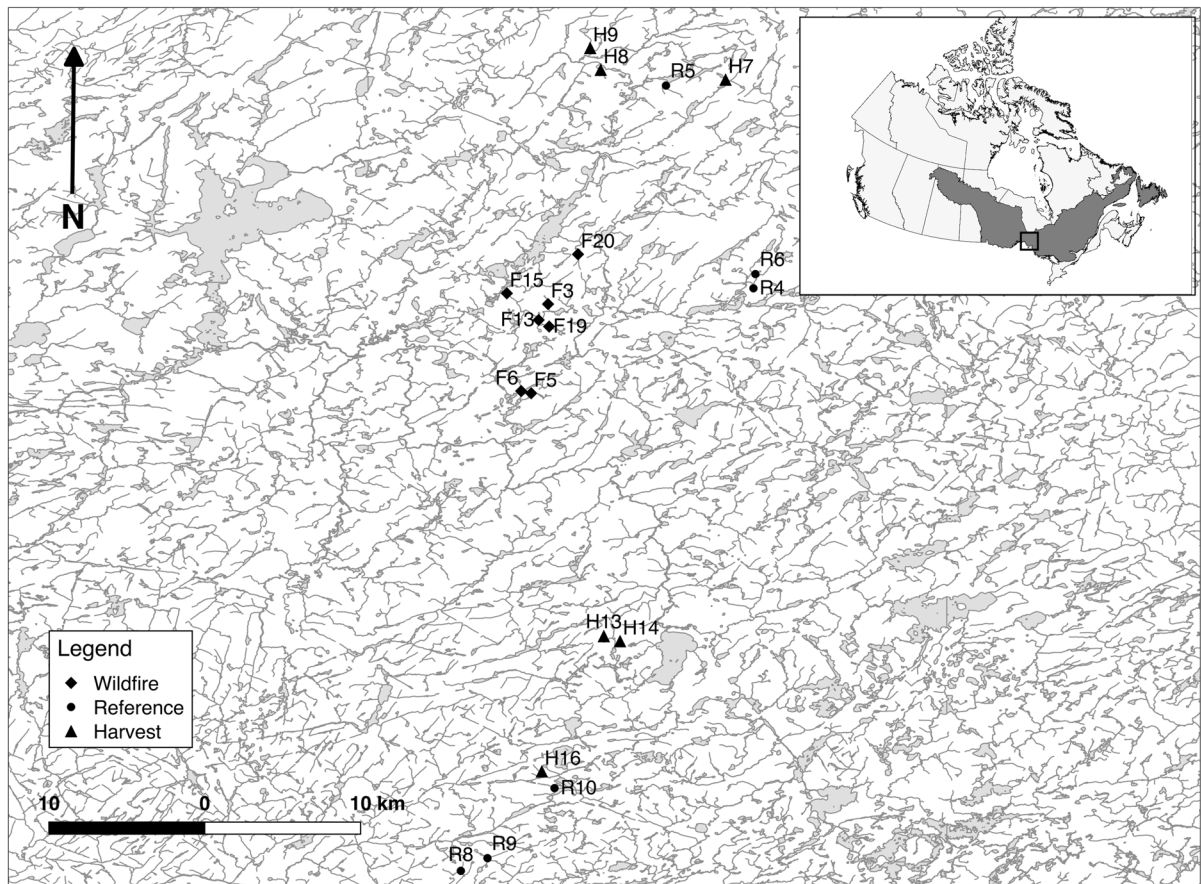 H9
H8
R5
H7
N
F20
R6
F15
R4
F3
F13
F19
F6
F5
H13
H14
Legend
Wildfire
Reference
Harvest
H16
R10
10 0 10 km
R9
R8